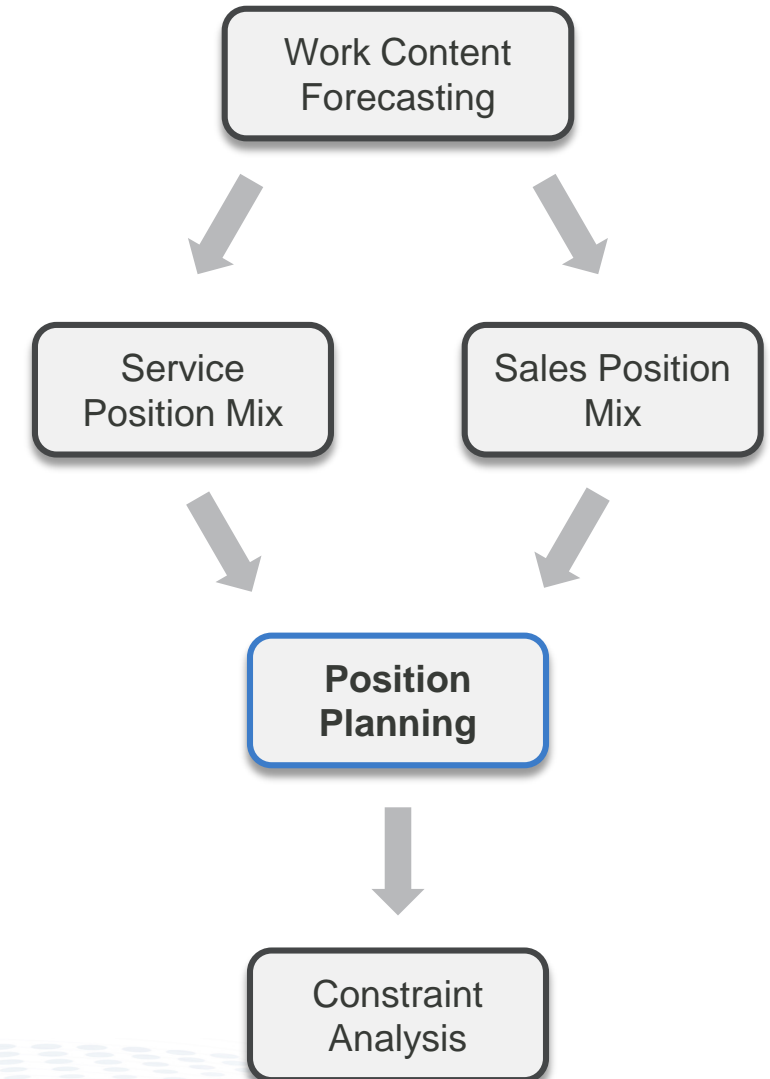 Work Content
Forecasting
Service
Position Mix
Sales Position
Mix
Position
Planning
Constraint
Analysis